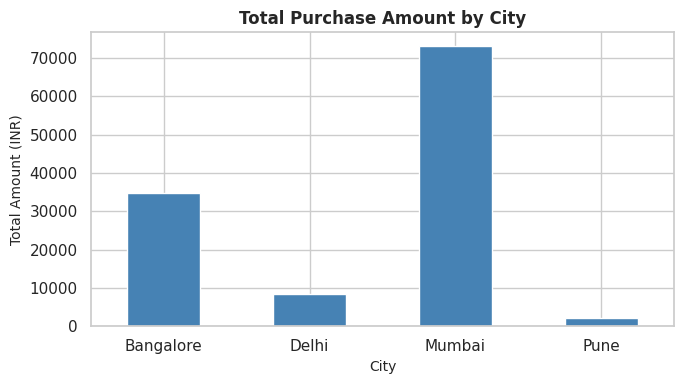 Total Purchase Amount by City
Total Amount (INR)
70000
60000
50000
40000
30000
20000
10000
0
Bangalore Delhi Mumbai Pune
City